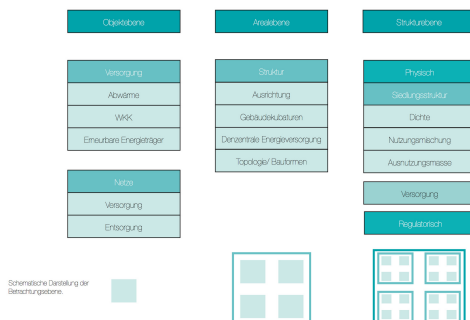 Objektebene
Versorgung
Abwärme
WKK
Erneurbare Energieträger
Netze
Versorgung
Entsorgung
Arealebene
Struktur
Ausrichtung
Gebäudekubaturen
Denzentrale Energieversorgung
Topologie/ Bauformen
Strukturebene
Physisch
Siedlungsstruktur
Dichte
Nutzungsmischung
Ausnutzungsmasse
Versorgung
Regulatorisch
Schematische Darstellung der
Betrachtungsebene.